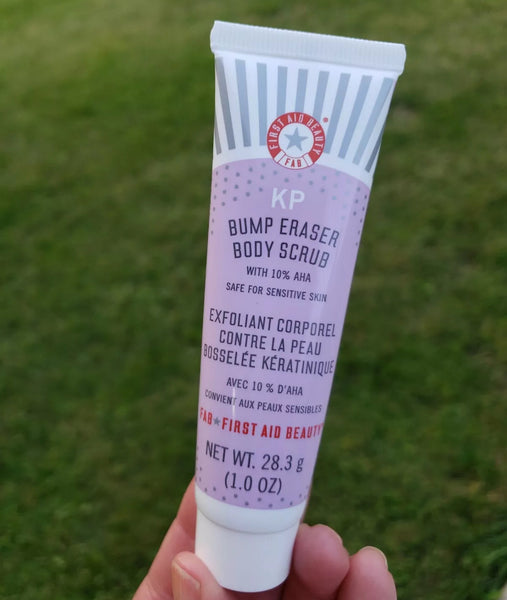 FIRST AID BEAUTY
FAB
KP
BUMP ERASER
BODY SCRUB
WITH 10% AHA
SAFE FOR SENSITIVE SKIN
EXFOLIANT CORPOREL
CONTRE LA PEAU
BOSSELÉE KÉRATINIQUE
AVEC 10 % D'AHA
CONVIENT AUX PEAUX SENSIBLES
FAB★FIRST AID BEAUTY
NET WT. 28.3 g
(1.0 OZ)